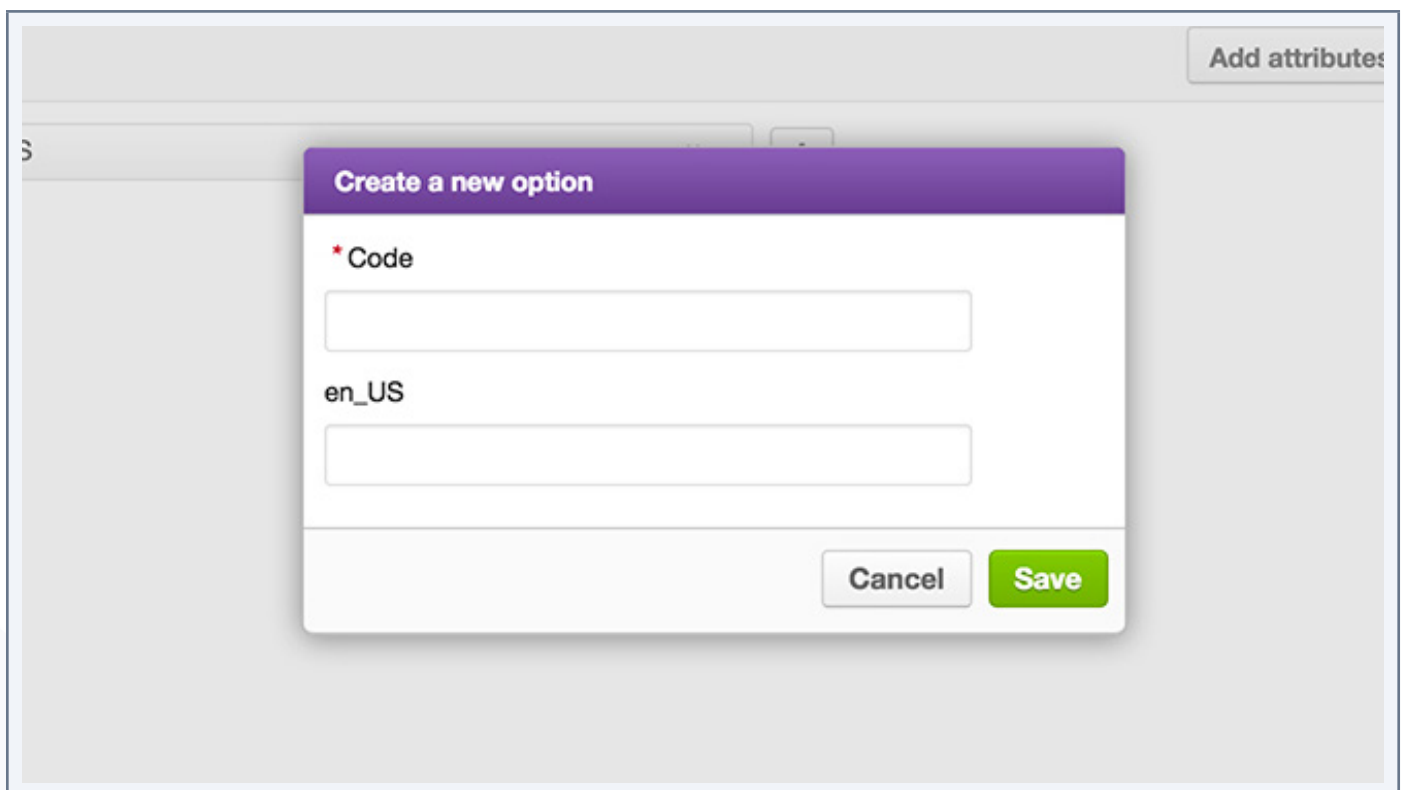 Add attributes
S
Create a new option
* Code
en_US
Cancel Save